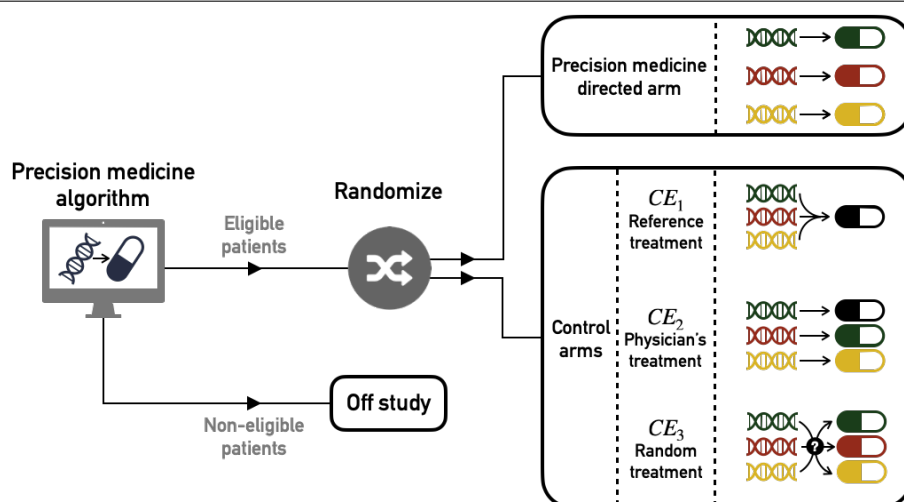 Precision medicine
directed arm
Precision medicine
algorithm
Randomize
Eligible
patients
Non-eligible
patients
Off study
Control
arms
CE₁
Reference
treatment
CE₂
Physician's
treatment
CE₃
Random
treatment
?